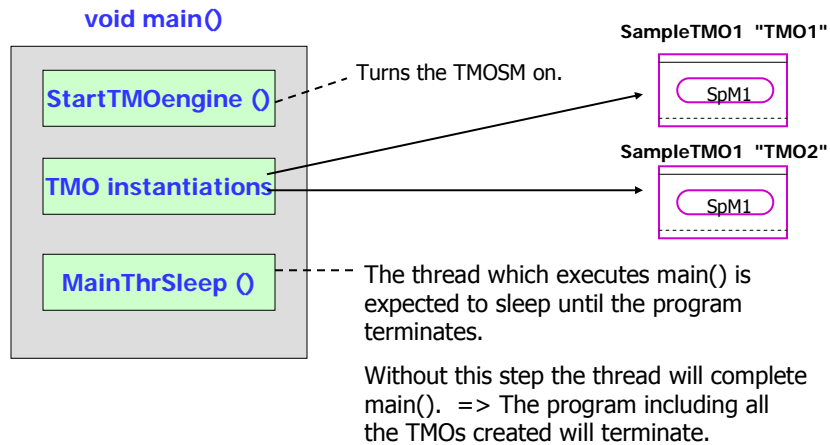 void main()
StartTMOengine ()
Turns the TMOSM on.
SampleTMO1 "TMO1"
SpM1
TMO instantiations
SampleTMO1 "TMO2"
SpM1
MainThrSleep ()
The thread which executes main() is
expected to sleep until the program
terminates.
Without this step the thread will complete
main(). => The program including all
the TMOs created will terminate.